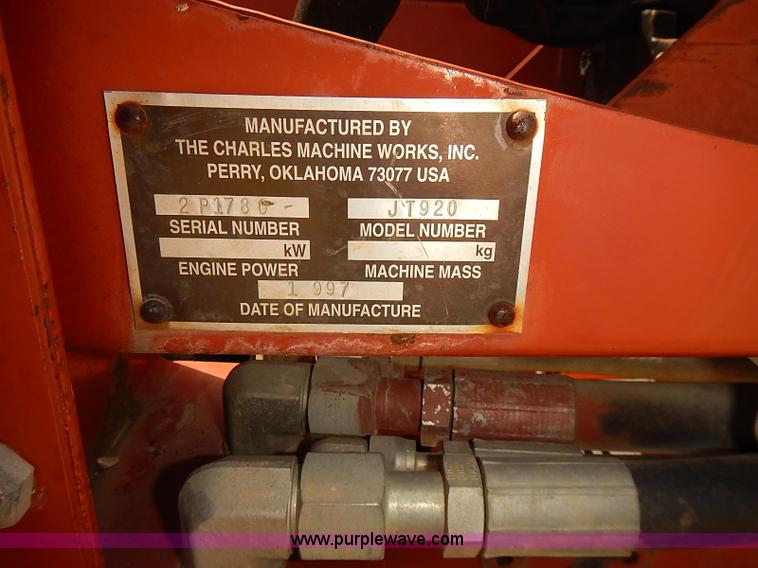 MANUFACTURED BY
THE CHARLES MACHINE WORKS, INC.
PERRY, OKLAHOMA 73077 USA
JT920
SERIAL NUMBER MODEL NUMBER
kW kg
ENGINE POWER MACHINE MASS
1 997
DATE OF MANUFACTURE
www.purplewave.com